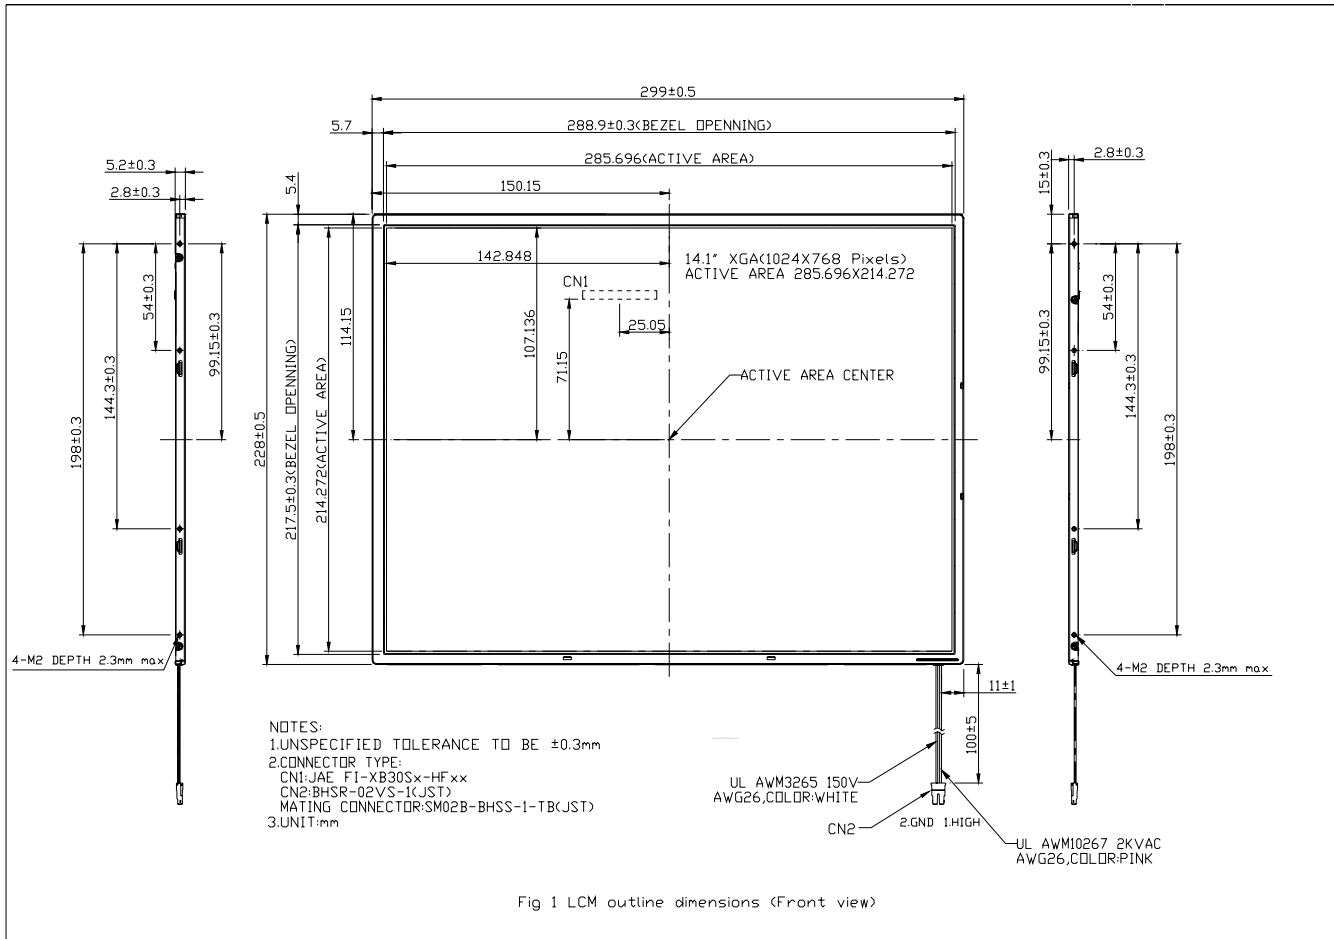 299±0.5
5.7
288.9±0.3(BEZEL OPENNING)
285.696(ACTIVE AREA)
150.15
5.2±0.3
2.8±0.3
5.4
15±0.3
2.8±0.3
142.848
14.1" XGA(1024X768 Pixels)
ACTIVE AREA 285.696X214.272
CN1
25.05
54±0.3
99.15±0.3
144.3±0.3
198±0.3
228±0.5
217.5±0.3(BEZEL OPENNING)
214.272(ACTIVE AREA)
114.15
107.136
71.15
ACTIVE AREA CENTER
99.15±0.3
54±0.3
144.3±0.3
198±0.3
4-M2 DEPTH 2.3mm max
4-M2 DEPTH 2.3mm max
11±1
100±5
NOTES:
1.UNSPECIFIED TOLERANCE TO BE ±0.3mm
2.CONNECTOR TYPE:
CN1:JAE FI-XB30Sx-HFxx
CN2:BHSR-02VS-1(JST)
MATING CONNECTOR:SM02B-BHSS-1-TB(JST)
3.UNIT:mm
UL AWM3265 150V
AWG26,COLOR:WHITE
CN2
2.GND 1.HIGH
UL AWM10267 2KVAC
AWG26,COLOR:PINK
Fig 1 LCM outline dimensions (Front view)